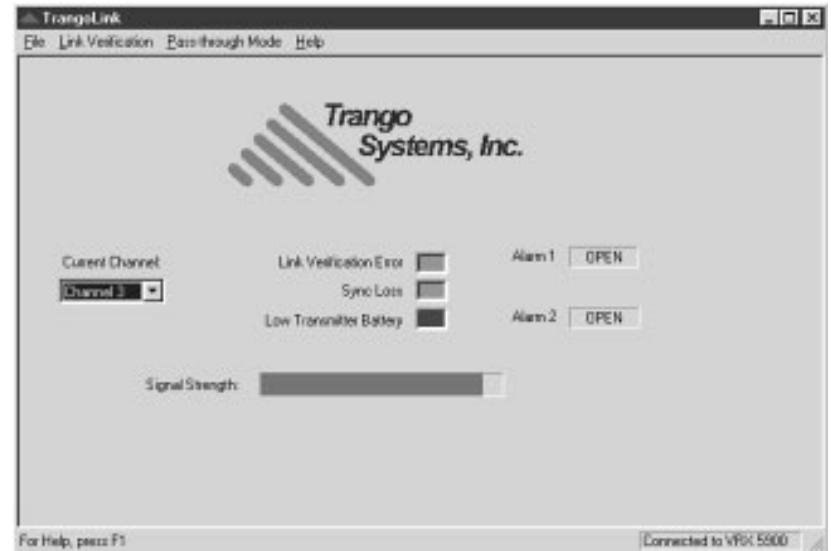 TrangoLink
File Link Verification Pass-through Mode Help
Trango
Systems, Inc.
Current Channel:
Channel 3
Link Verification Error
Sync Loss
Low Transmitter Battery
Alarm 1 OPEN
Alarm 2 OPEN
Signal Strength:
For Help, press F1
Connected to VRX 5900